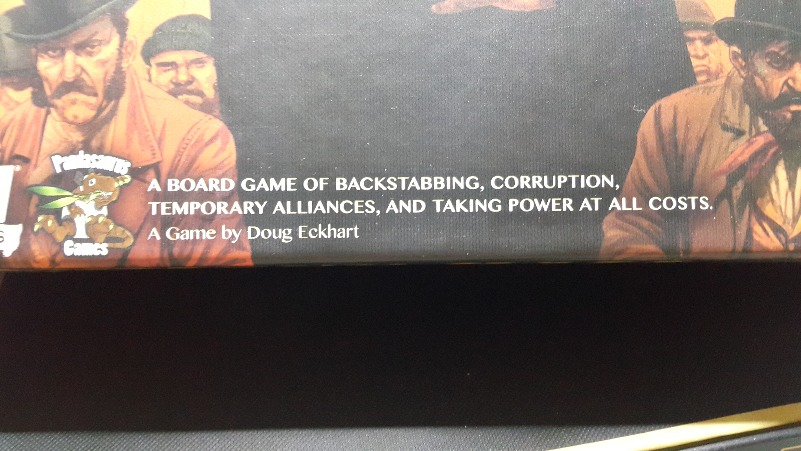 Pandasaurus
Games
A BOARD GAME OF BACKSTABBING, CORRUPTION,
TEMPORARY ALLIANCES, AND TAKING POWER AT ALL COSTS.
A Game by Doug Eckhart